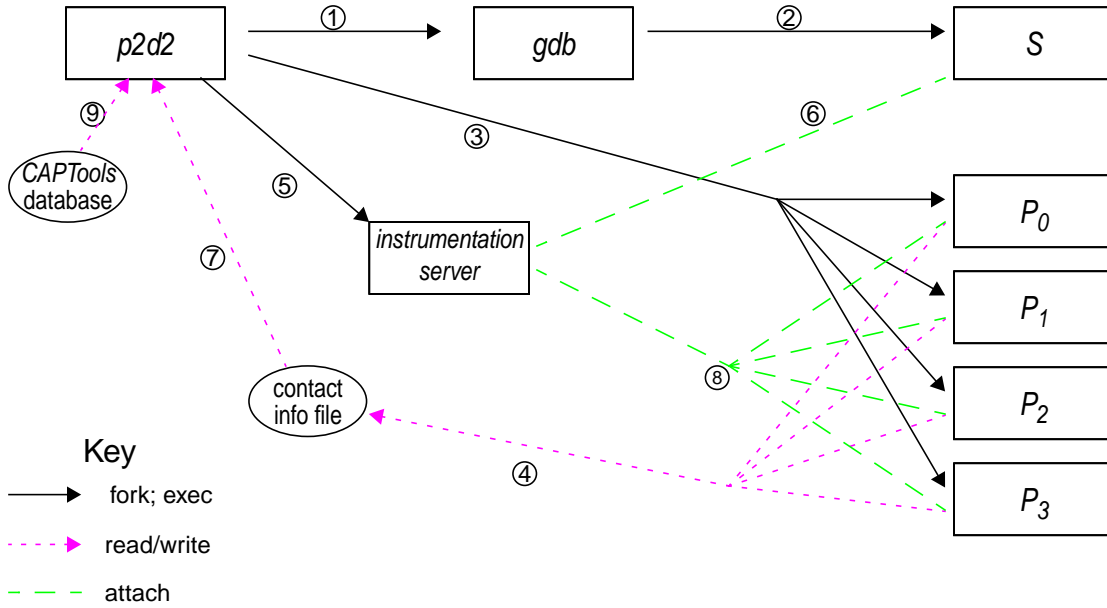 ①
②
p2d2
gdb
S
⑨
⑥
③
CAPTools
database
⑤
P0
instrumentation
server
⑦
P1
⑧
contact
info file
P2
Key
④
fork; exec
P3
read/write
attach